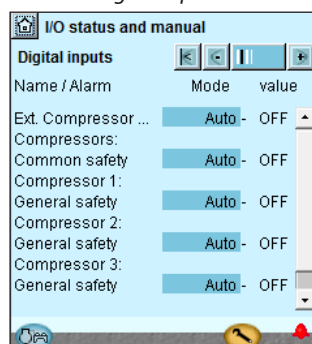 I/O status and manual
Digital inputs
Name / Alarm Mode value
Ext. Compressor ... Auto - OFF
Compressors:
Common safety Auto - OFF
Compressor 1:
General safety Auto - OFF
Compressor 2:
General safety Auto - OFF
Compressor 3:
General safety Auto - OFF